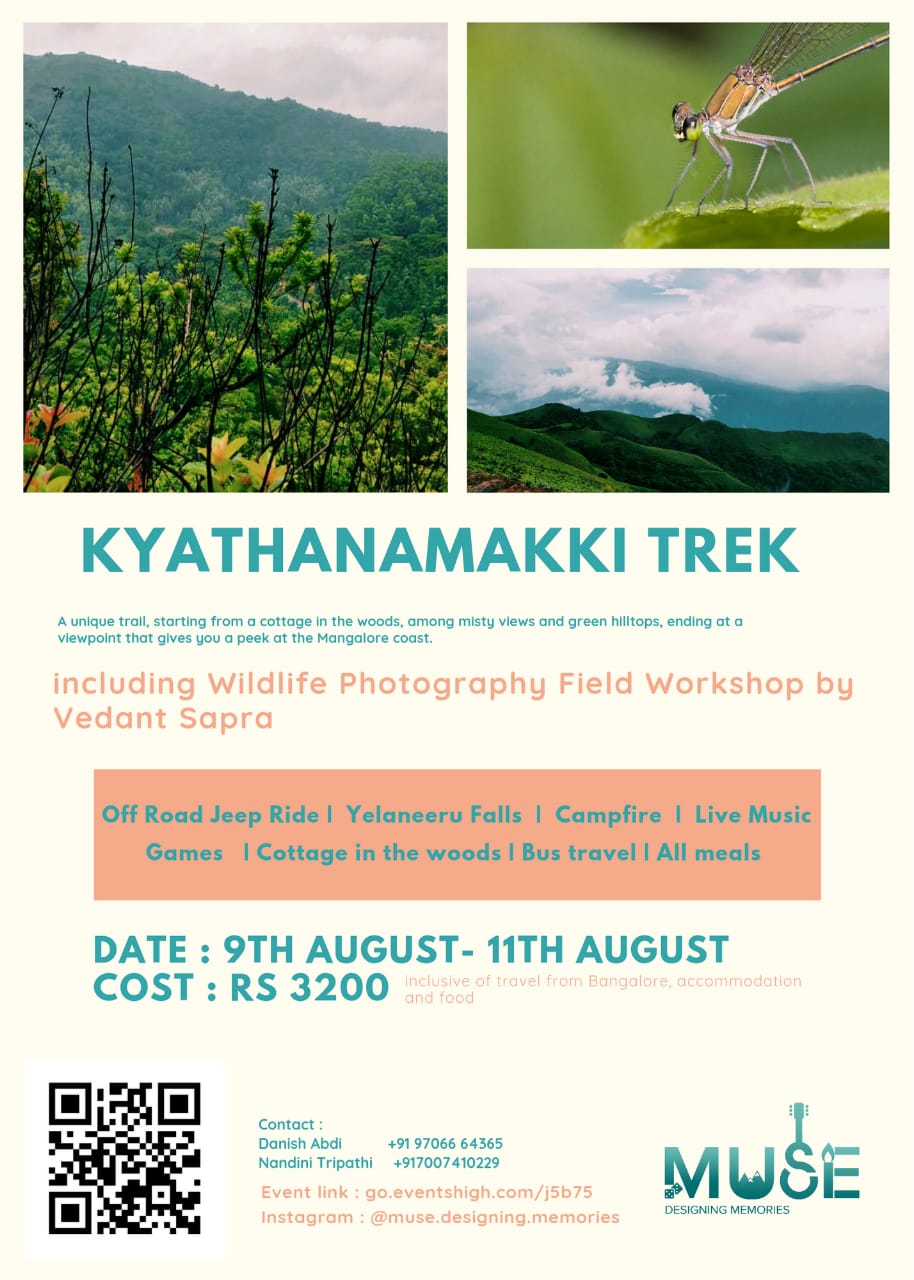 KYATHANAMAKKI TREK
A unique trail, starting from a cottage in the woods, among misty views and green hilltops, ending at a
viewpoint that gives you a peek at the Mangalore coast.
including Wildlife Photography Field Workshop by
Vedant Sapra
Off Road Jeep Ride | Yelaneeru Falls | Campfire | Live Music
Games | Cottage in the woods | Bus travel | All meals
DATE : 9TH AUGUST- 11TH AUGUST
COST : RS 3200 inclusive of travel from Bangalore, accommodation
and food
Contact :
Danish Abdi +91 97066 64365
Nandini Tripathi +917007410229
Event link : go.eventshigh.com/j5b75
Instagram : @muse.designing.memories
MUSE
DESIGNING MEMORIES